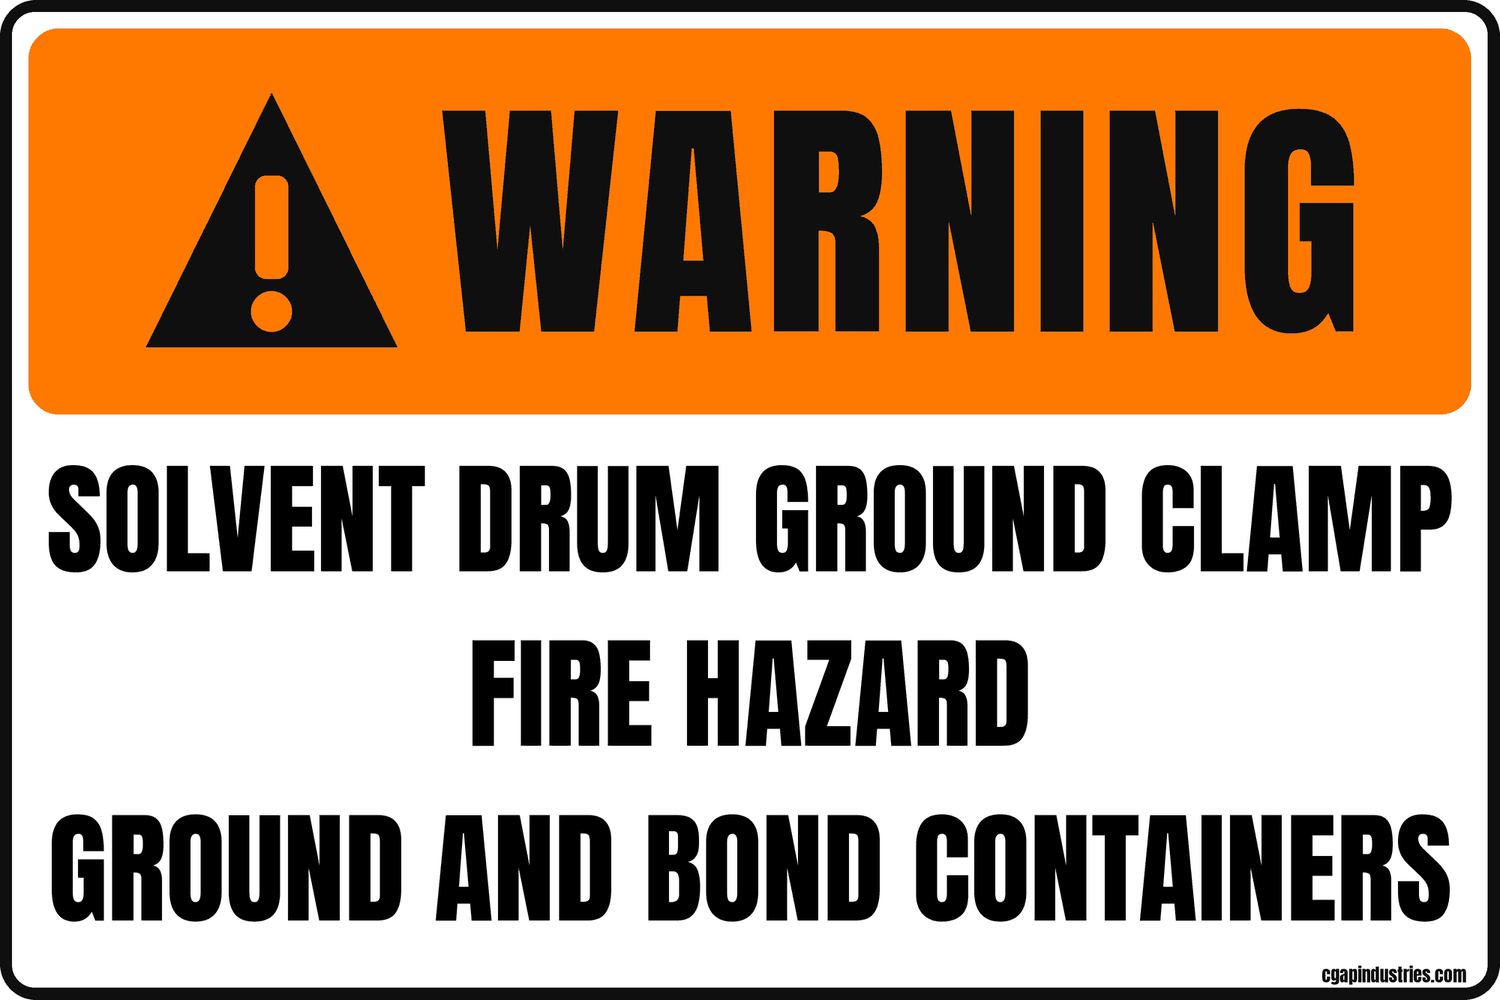 WARNING
SOLVENT DRUM GROUND CLAMP
FIRE HAZARD
GROUND AND BOND CONTAINERS
cgapindustries.com